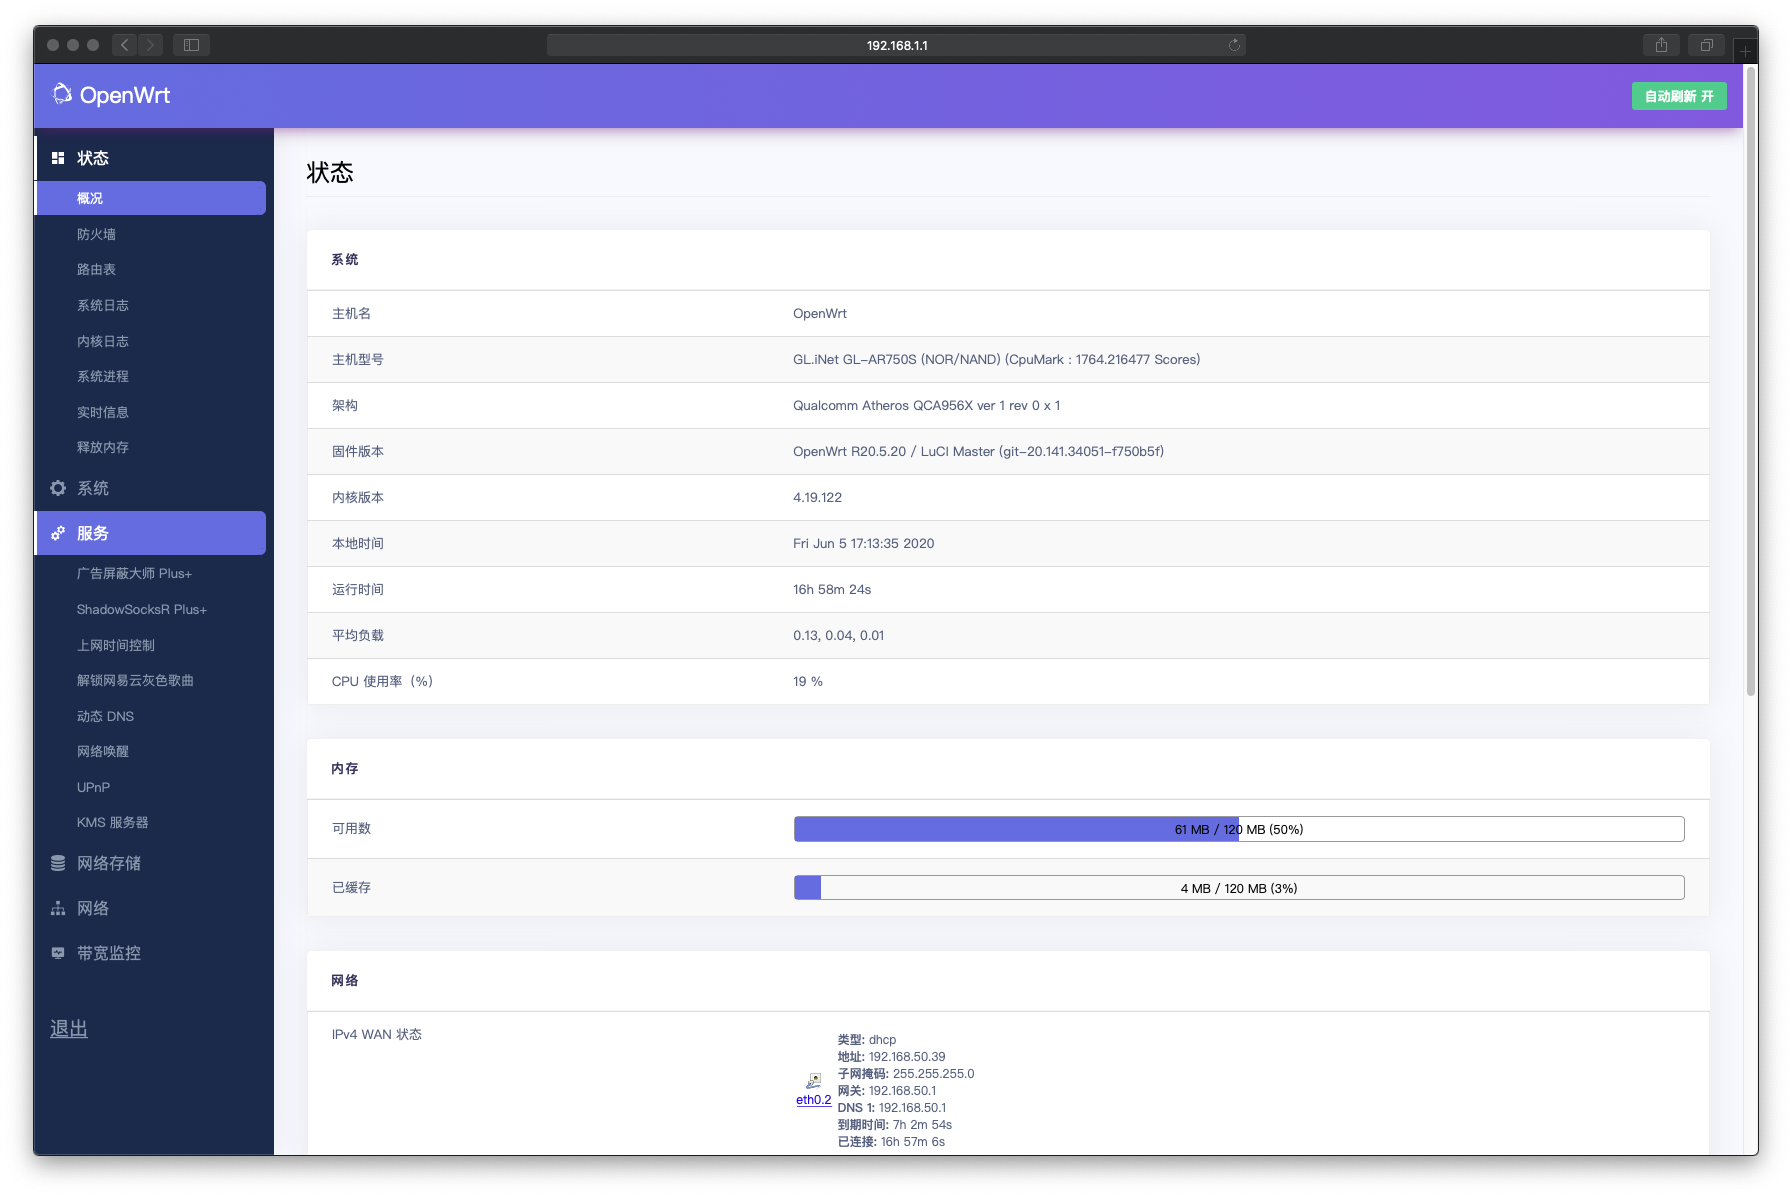 192.168.1.1
OpenWrt
自动刷新 开
状态
概况
防火墙
路由表
系统日志
内核日志
系统进程
实时信息
释放内存
系统
服务
广告屏蔽大师 Plus+
ShadowSocksR Plus+
上网时间控制
解锁网易云灰色歌曲
动态 DNS
网络唤醒
UPnP
KMS 服务器
网络存储
网络
带宽监控
退出
状态
系统
主机名 OpenWrt
主机型号 GL.iNet GL-AR750S (NOR/NAND) (CpuMark : 1764.216477 Scores)
架构 Qualcomm Atheros QCA956X ver 1 rev 0 x 1
固件版本 OpenWrt R20.5.20 / LuCI Master (git-20.141.34051-f750b5f)
内核版本 4.19.122
本地时间 Fri Jun 5 17:13:35 2020
运行时间 16h 58m 24s
平均负载 0.13, 0.04, 0.01
CPU 使用率（%） 19 %
内存
可用数 61 MB / 120 MB (50%)
已缓存 4 MB / 120 MB (3%)
网络
IPv4 WAN 状态
eth0.2
类型: dhcp
地址: 192.168.50.39
子网掩码: 255.255.255.0
网关: 192.168.50.1
DNS 1: 192.168.50.1
到期时间: 7h 2m 54s
已连接: 16h 57m 6s